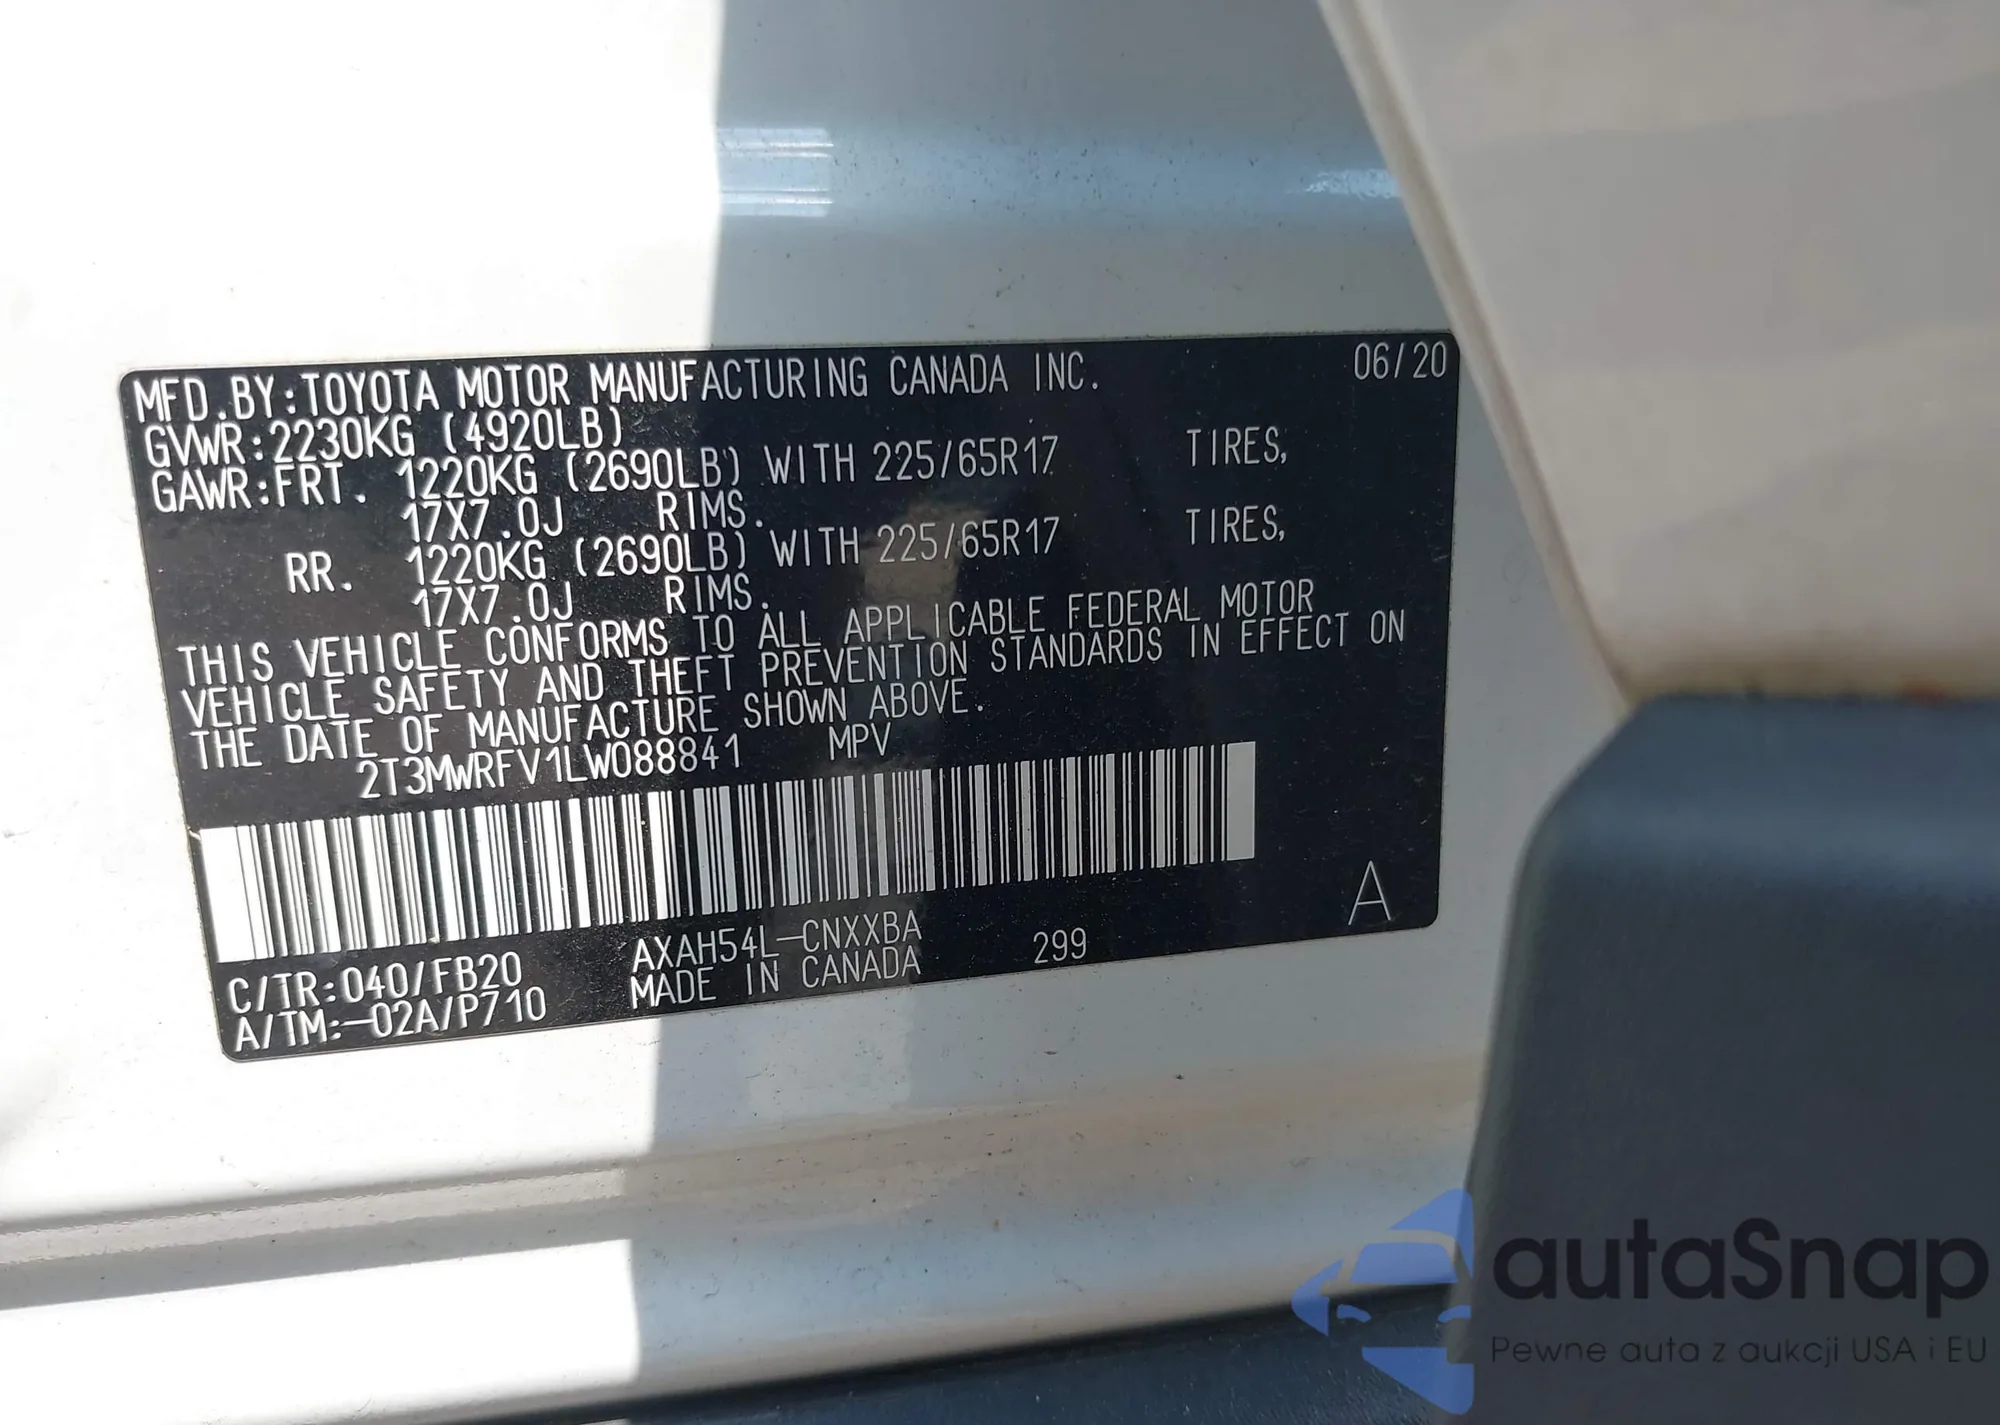 MFD.BY:TOYOTA MOTOR MANUFACTURING CANADA INC. 06/20
GVWR:2230KG (4920LB)
GAWR:FRT. 1220KG (2690LB) WITH 225/65R17 TIRES,
17X7.0J RIMS.
RR. 1220KG (2690LB) WITH 225/65R17 TIRES,
17X7.0J RIMS.
THIS VEHICLE CONFORMS TO ALL APPLICABLE FEDERAL MOTOR
VEHICLE SAFETY AND THEFT PREVENTION STANDARDS IN EFFECT ON
THE DATE OF MANUFACTURE SHOWN ABOVE.
2T3MWRFV1LW088841 MPV
A
C/TR:040/FB20 AXAH54L-CNXXBA 299
A/TM:-02A/P710 MADE IN CANADA
autaSnap
Pewne auta z aukcji USA i EU